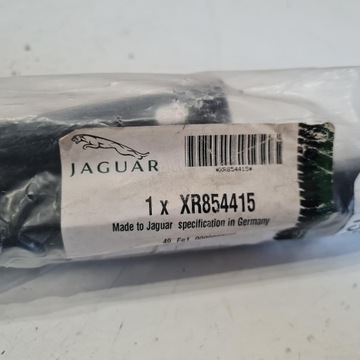 *XR854415*
JAGUAR
1 x XR854415
Made to Jaguar specification in Germany